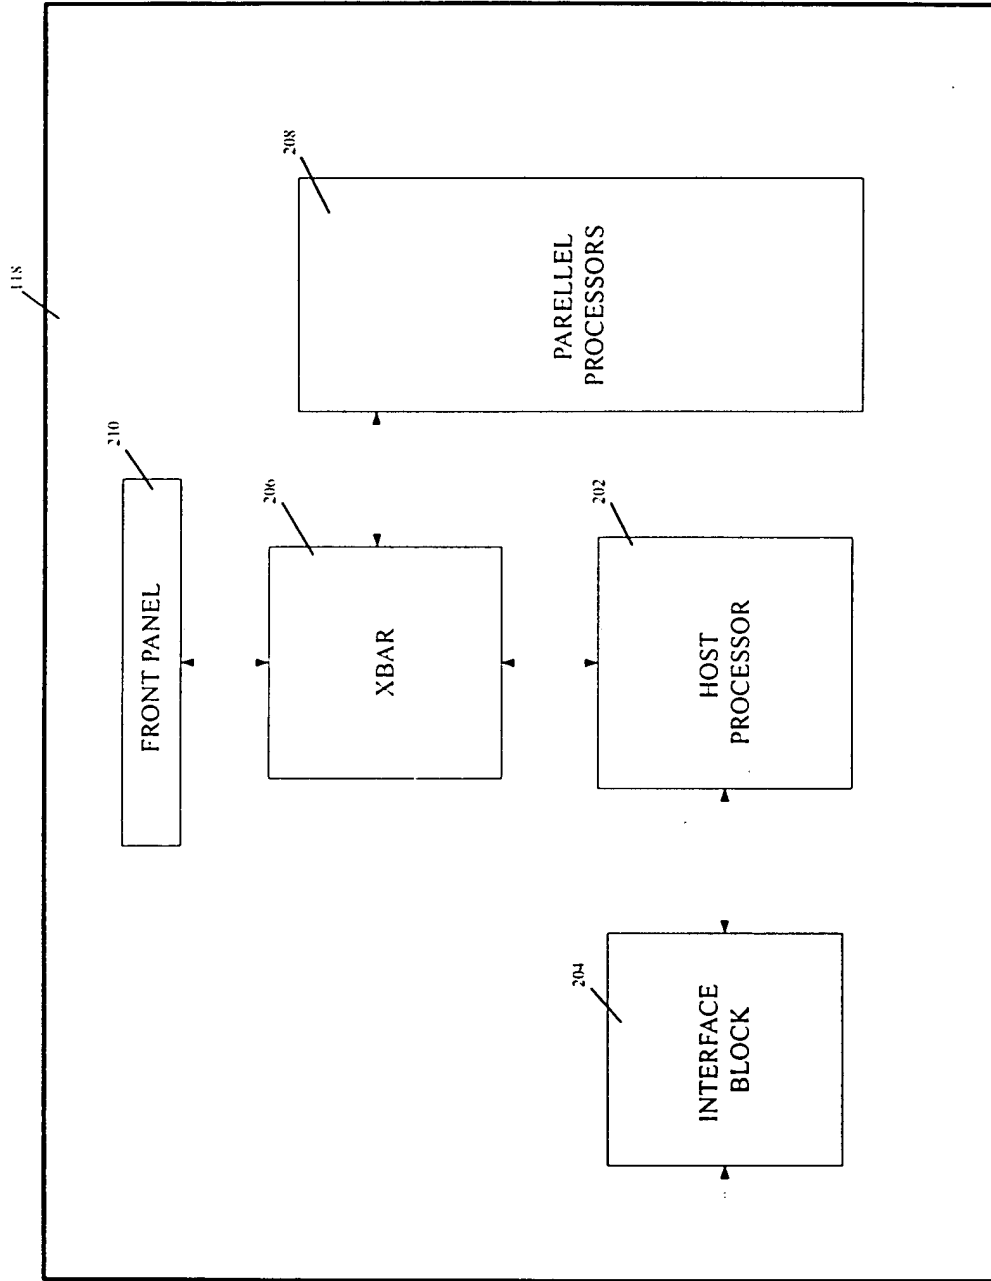 118
210
FRONT PANEL
206
XBAR
208
PARELLEL
PROCESSORS
202
HOST
PROCESSOR
204
INTERFACE
BLOCK